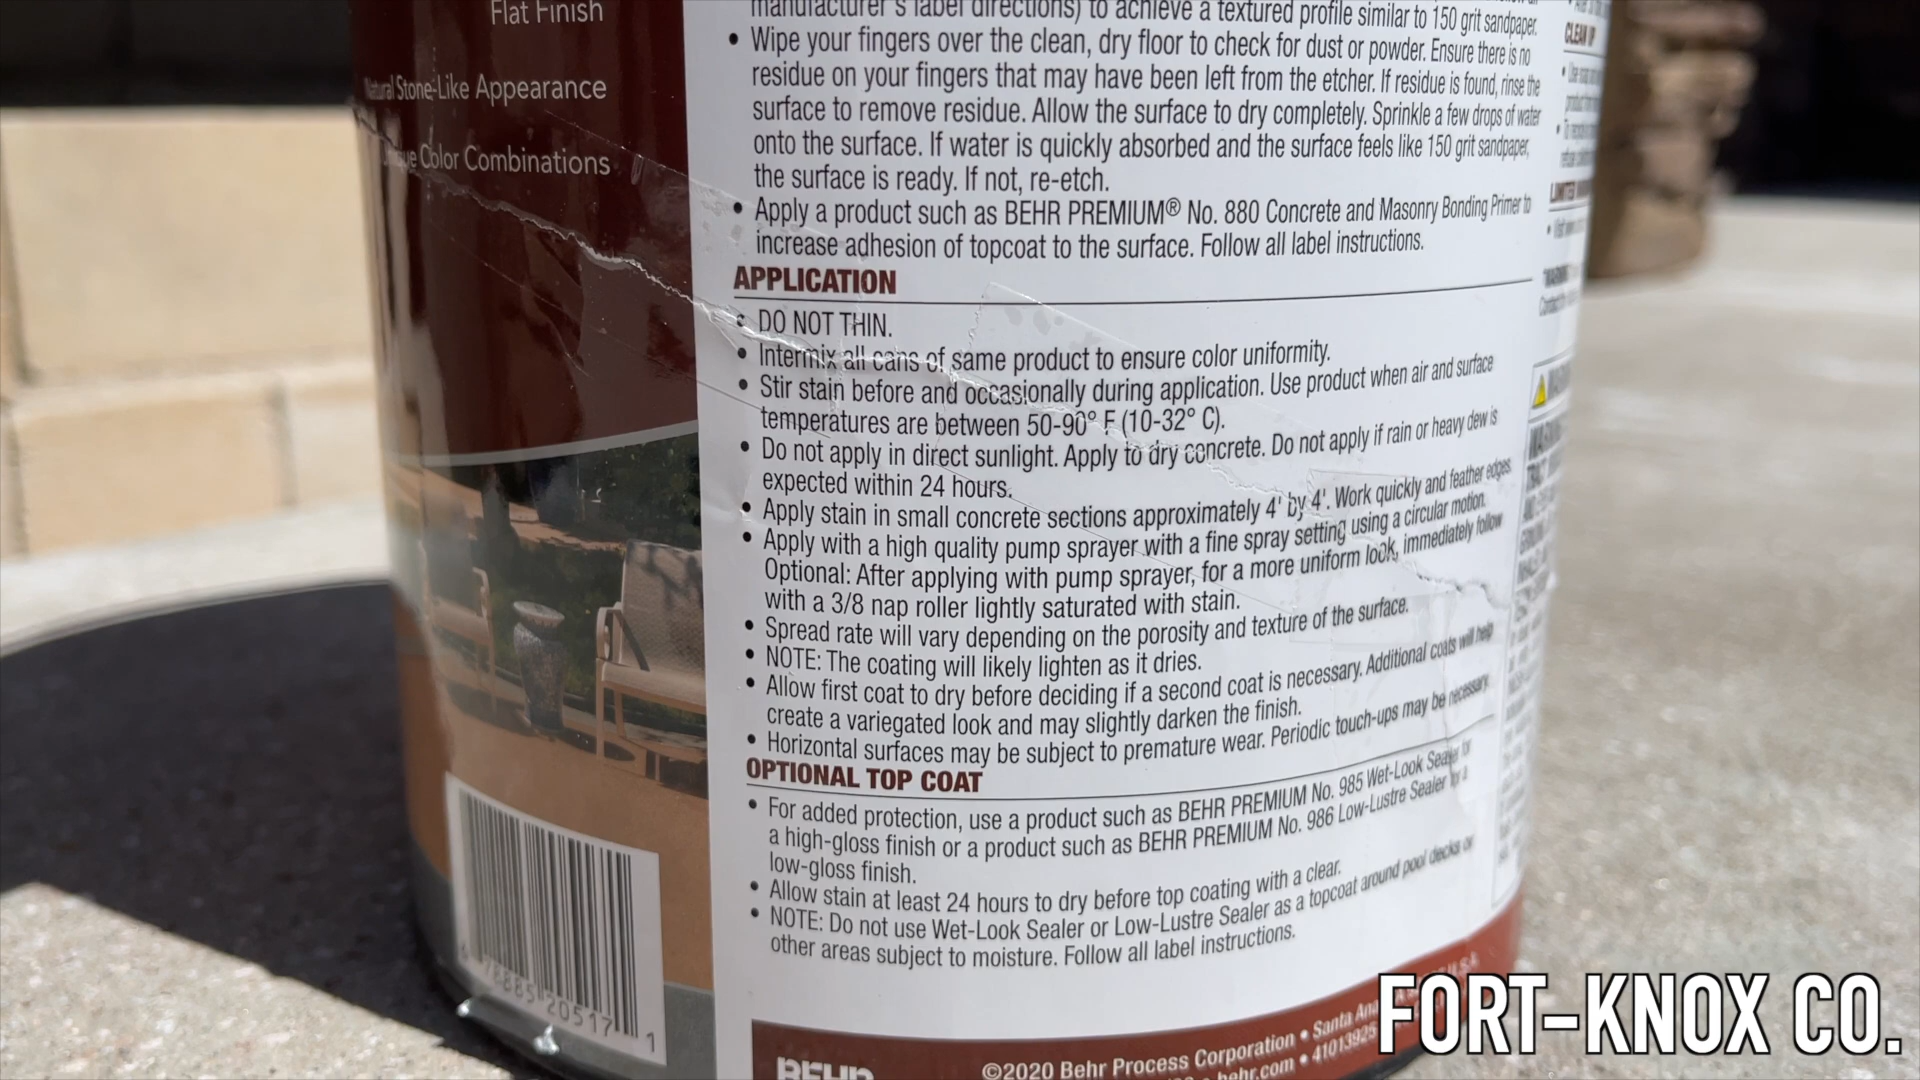 Flat Finish
Natural Stone-Like Appearance
Color Combinations
manufacturer's label directions) to achieve a textured profile similar to 150 grit sandpaper.
• Wipe your fingers over the clean, dry floor to check for dust or powder. Ensure there is no
residue on your fingers that may have been left from the etcher. If residue is found, rinse the
surface to remove residue. Allow the surface to dry completely. Sprinkle a few drops of water
onto the surface. If water is quickly absorbed and the surface feels like 150 grit sandpaper,
the surface is ready. If not, re-etch.
• Apply a product such as BEHR PREMIUM® No. 880 Concrete and Masonry Bonding Primer to
increase adhesion of topcoat to the surface. Follow all label instructions.
APPLICATION
• DO NOT THIN.
• Intermix all cans of same product to ensure color uniformity.
• Stir stain before and occasionally during application. Use product when air and surface
temperatures are between 50-90° F (10-32° C).
• Do not apply in direct sunlight. Apply to dry concrete. Do not apply if rain or heavy dew is
expected within 24 hours.
• Apply stain in small concrete sections approximately 4' by 4'. Work quickly and feather edges.
• Apply with a high quality pump sprayer with a fine spray setting using a circular motion.
Optional: After applying with pump sprayer, for a more uniform look, immediately follow
with a 3/8 nap roller lightly saturated with stain.
• Spread rate will vary depending on the porosity and texture of the surface.
• NOTE: The coating will likely lighten as it dries.
• Allow first coat to dry before deciding if a second coat is necessary. Additional coats will help
create a variegated look and may slightly darken the finish.
• Horizontal surfaces may be subject to premature wear. Periodic touch-ups may be necessary.
OPTIONAL TOP COAT
• For added protection, use a product such as BEHR PREMIUM No. 985 Wet-Look Sealer for
a high-gloss finish or a product such as BEHR PREMIUM No. 986 Low-Lustre Sealer for a
low-gloss finish.
• Allow stain at least 24 hours to dry before top coating with a clear.
• NOTE: Do not use Wet-Look Sealer or Low-Lustre Sealer as a topcoat around pool decks or
other areas subject to moisture. Follow all label instructions.
78885 20517 1
BEHR
©2020 Behr Process Corporation • Santa Ana
behr.com •
CLEAN UP
LIMITED
FORT-KNOX CO.